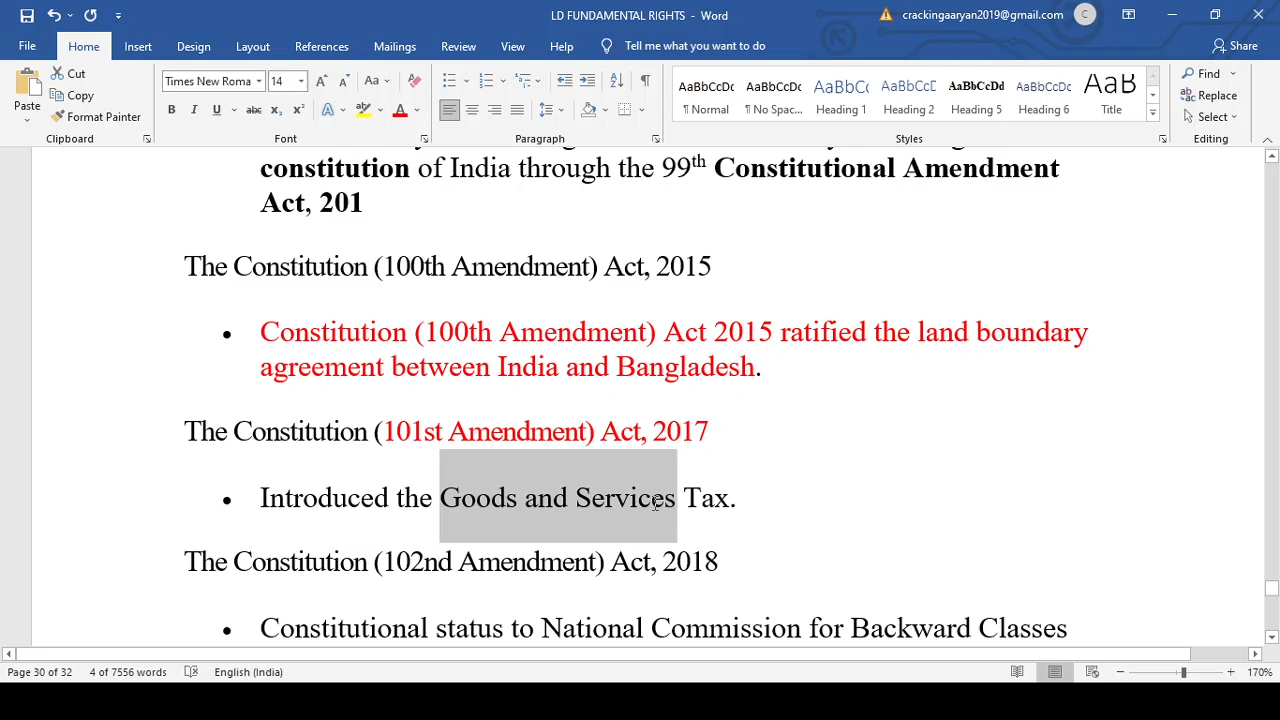 LD FUNDAMENTAL RIGHTS - Word
crackingaaryan2019@gmail.com
C
File Home Insert Design Layout References Mailings Review View Help Tell me what you want to do Share
Paste
Cut
Copy
Format Painter
Clipboard
Times New Roma 14
Font
Paragraph
AaBbCcDc ¶ Normal
AaBbCcDc ¶ No Spac...
AaBbC Heading 1
AaBbCc Heading 2
AaBbCcDd Heading 5
AaBbCcDc Heading 6
AaB Title
Styles
Find
Replace
Select
Editing
constitution of India through the 99th Constitutional Amendment
Act, 201
The Constitution (100th Amendment) Act, 2015
• Constitution (100th Amendment) Act 2015 ratified the land boundary
agreement between India and Bangladesh.
The Constitution (101st Amendment) Act, 2017
• Introduced the Goods and Services Tax.
The Constitution (102nd Amendment) Act, 2018
• Constitutional status to National Commission for Backward Classes
Page 30 of 32 4 of 7556 words English (India) 170%